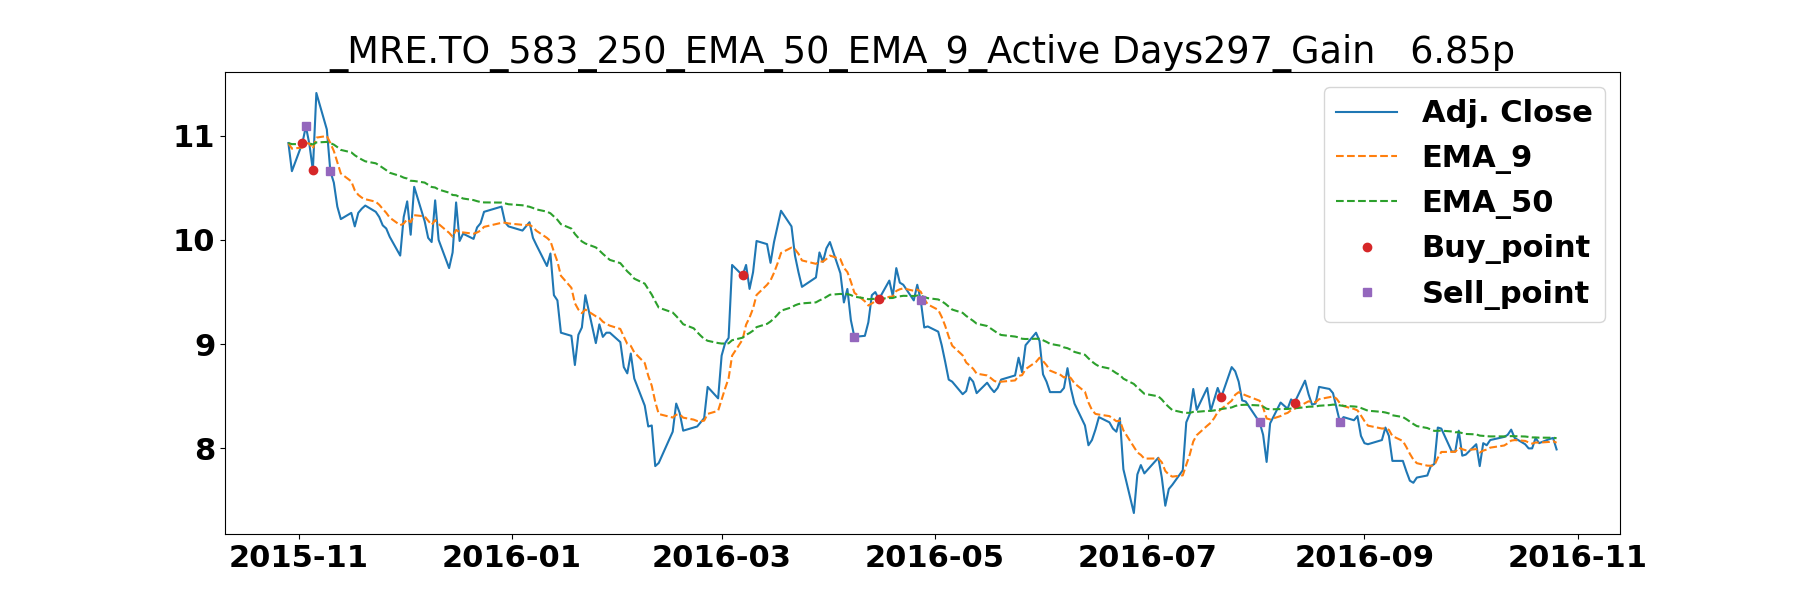 _MRE.TO_583_250_EMA_50_EMA_9_Active Days297_Gain   6.85p
Adj. Close
EMA_9
EMA_50
Buy_point
Sell_point
11
10
9
8
2015-11
2016-01
2016-03
2016-05
2016-07
2016-09
2016-11